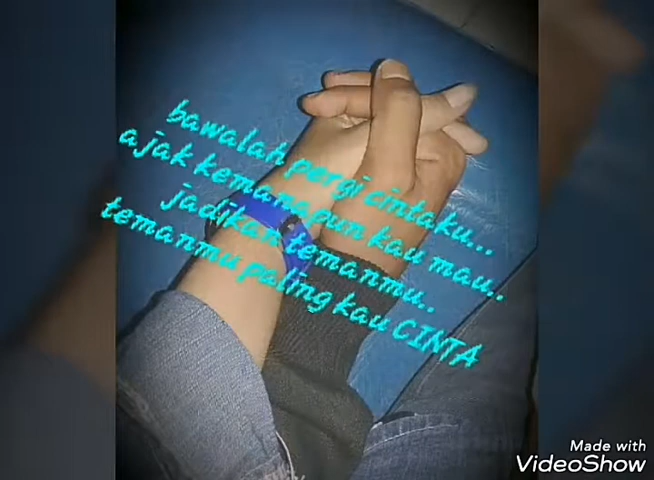 bawalah pergi cintaku...
ajak kemanapun kau mau..
jadikan temanmu..
temanmu paling kau CINTA
Made with
VideoShow